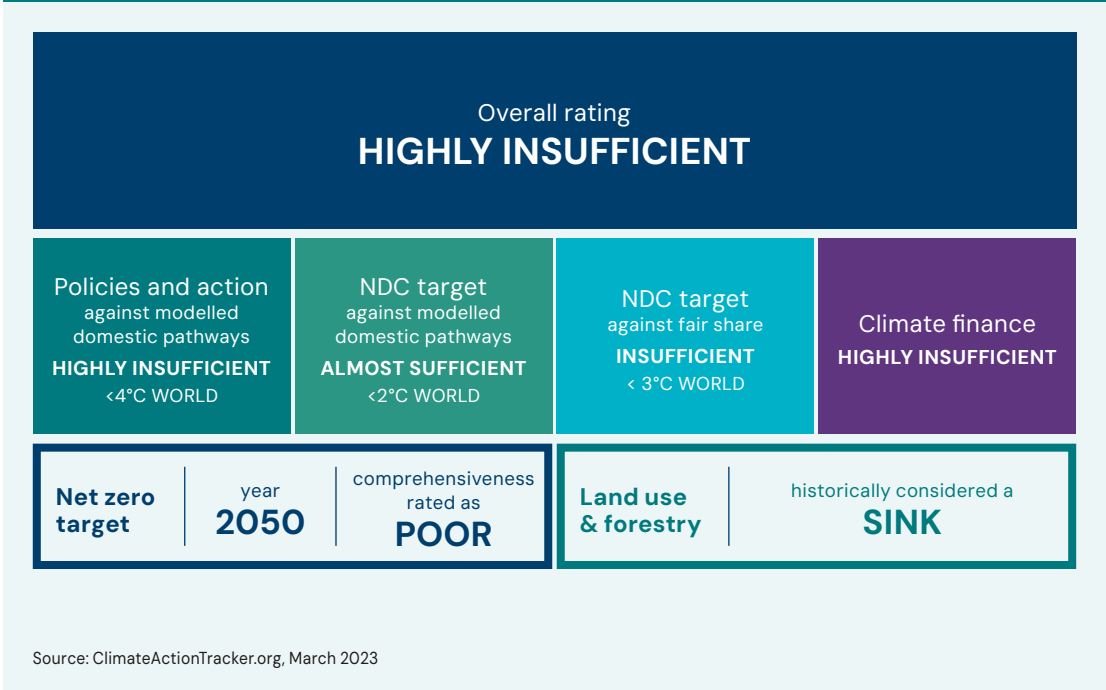 Overall rating
HIGHLY INSUFFICIENT
Policies and action
against modelled
domestic pathways
HIGHLY INSUFFICIENT
<4°C WORLD
NDC target
against modelled
domestic pathways
ALMOST SUFFICIENT
<2°C WORLD
NDC target
against fair share
INSUFFICIENT
< 3°C WORLD
Climate finance
HIGHLY INSUFFICIENT
Net zero
target
year
2050
comprehensiveness
rated as
POOR
Land use
& forestry
historically considered a
SINK
Source: ClimateActionTracker.org, March 2023